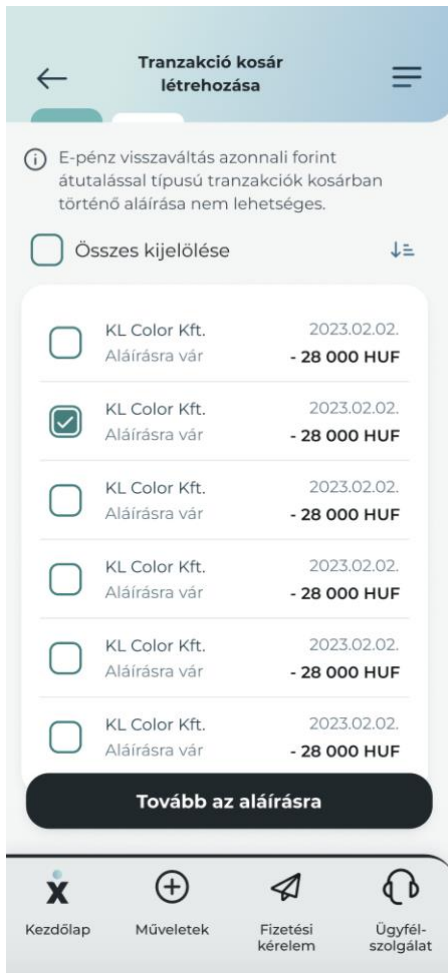 Tranzakció kosár
létrehozása
E-pénz visszaváltás azonnali forint
átutalással típusú tranzakciók kosárban
történő aláírása nem lehetséges.
Összes kijelölése
KL Color Kft. 2023.02.02.
Aláírásra vár - 28 000 HUF
KL Color Kft. 2023.02.02.
Aláírásra vár - 28 000 HUF
KL Color Kft. 2023.02.02.
Aláírásra vár - 28 000 HUF
KL Color Kft. 2023.02.02.
Aláírásra vár - 28 000 HUF
KL Color Kft. 2023.02.02.
Aláírásra vár - 28 000 HUF
KL Color Kft. 2023.02.02.
Aláírásra vár - 28 000 HUF
Tovább az aláírásra
Kezdőlap Műveletek Fizetési Ügyfél-
kérelem szolgálat